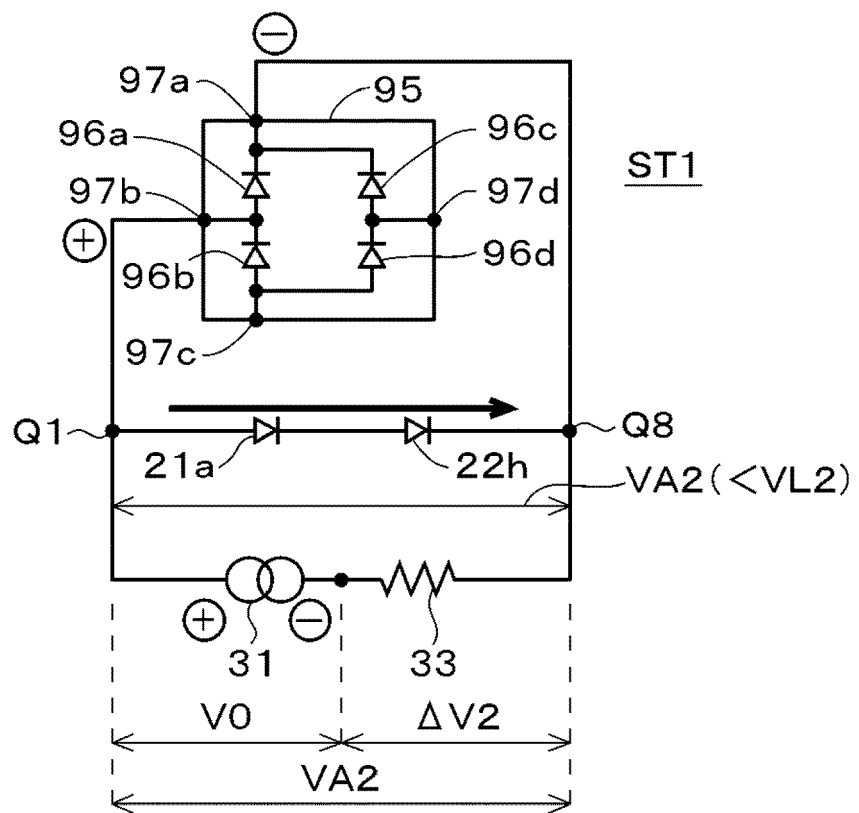 −
97a
95
96a
96c
ST1
97b
97d
+
96b
96d
97c
Q1
Q8
21a
22h
VA2(<VL2)
+
−
31
33
V0
ΔV2
VA2